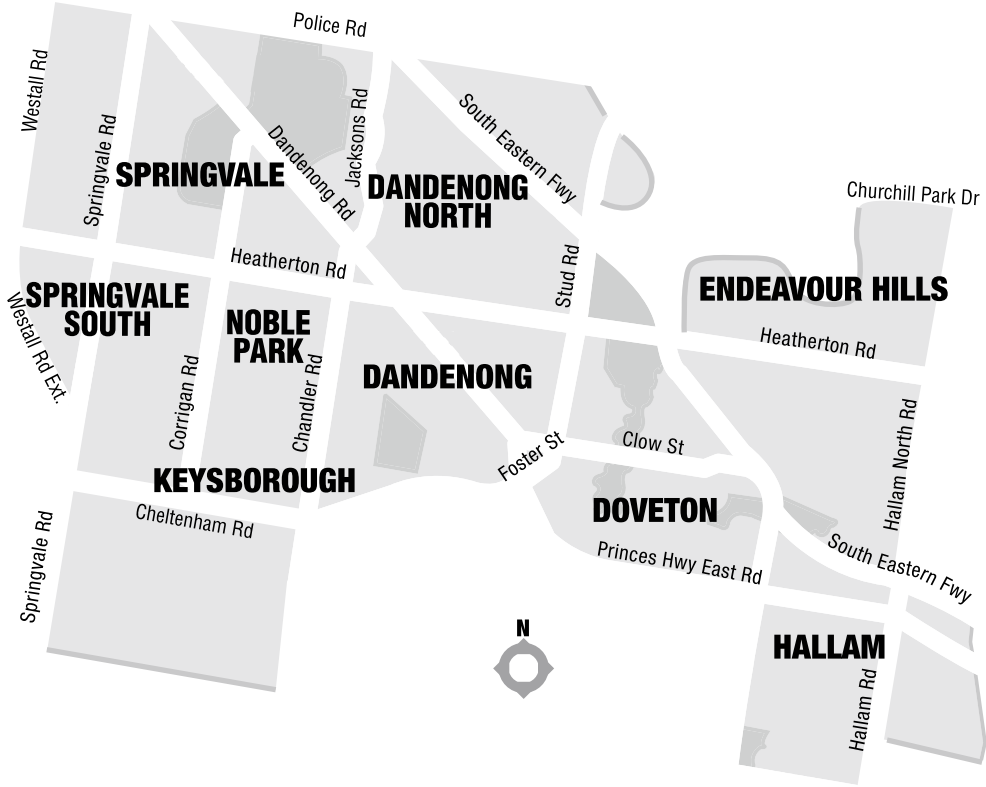 Police Rd
Westall Rd
Springvale Rd
Jacksons Rd
South Eastern Fwy
Dandenong Rd
SPRINGVALE
DANDENONG
NORTH
Churchill Park Dr
Heatherton Rd
Stud Rd
ENDEAVOUR HILLS
SPRINGVALE
SOUTH
Westall Rd Ext.
NOBLE
PARK
Heatherton Rd
Corrigan Rd
Chandler Rd
DANDENONG
Hallam North Rd
Foster St
Clow St
KEYSBOROUGH
Cheltenham Rd
DOVETON
Springvale Rd
Princes Hwy East Rd
South Eastern Fwy
N
HALLAM
Hallam Rd